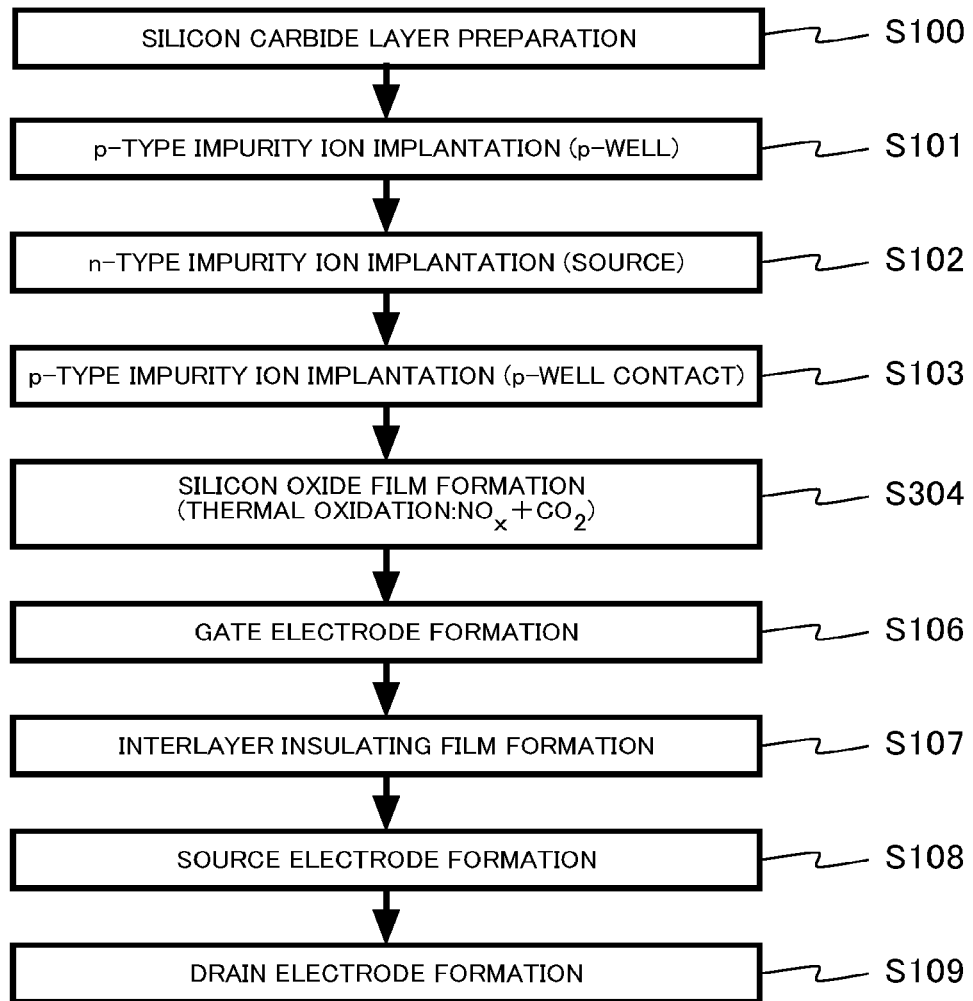 SILICON CARBIDE LAYER PREPARATION S100
p-TYPE IMPURITY ION IMPLANTATION (p-WELL) S101
n-TYPE IMPURITY ION IMPLANTATION (SOURCE) S102
p-TYPE IMPURITY ION IMPLANTATION (p-WELL CONTACT) S103
SILICON OXIDE FILM FORMATION
(THERMAL OXIDATION:NOx+CO2) S304
GATE ELECTRODE FORMATION S106
INTERLAYER INSULATING FILM FORMATION S107
SOURCE ELECTRODE FORMATION S108
DRAIN ELECTRODE FORMATION S109